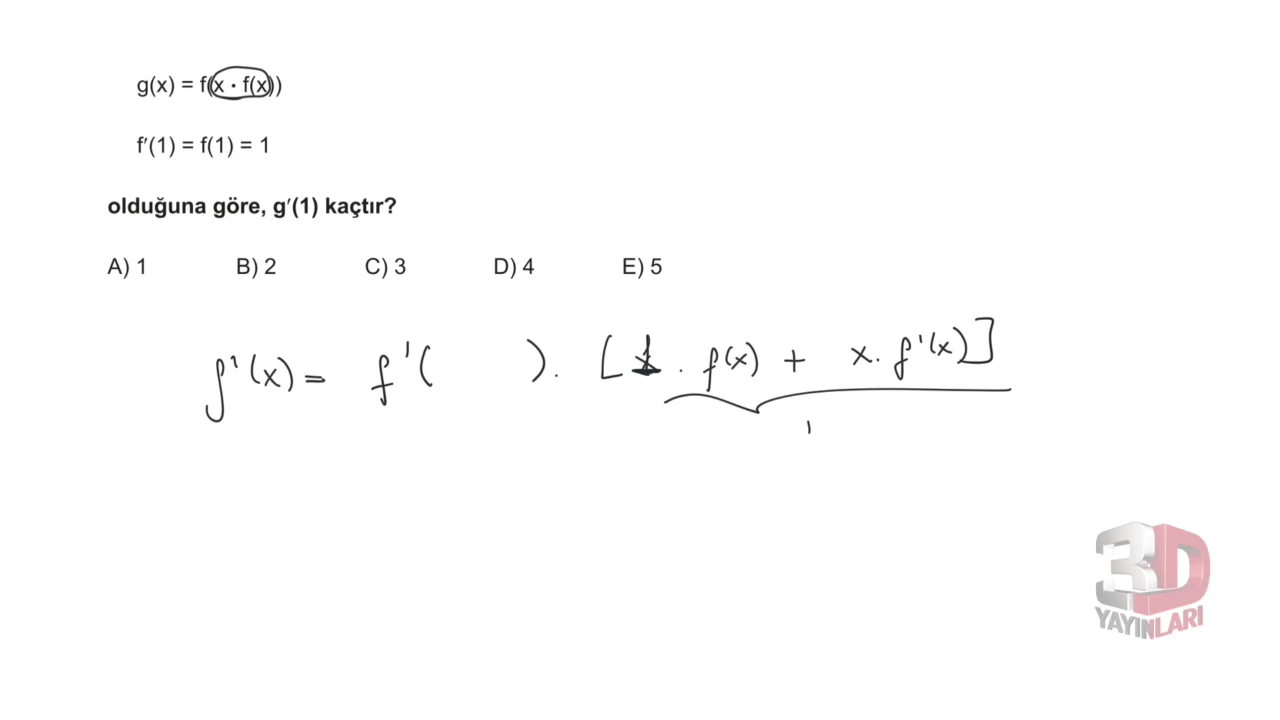 g(x) = f(x · f(x))
f′(1) = f(1) = 1
olduğuna göre, g′(1) kaçtır?
A) 1 B) 2 C) 3 D) 4 E) 5
g'(x) = f'( ) . [1 . f(x) + x . f'(x)]
3D
YAYINLARI